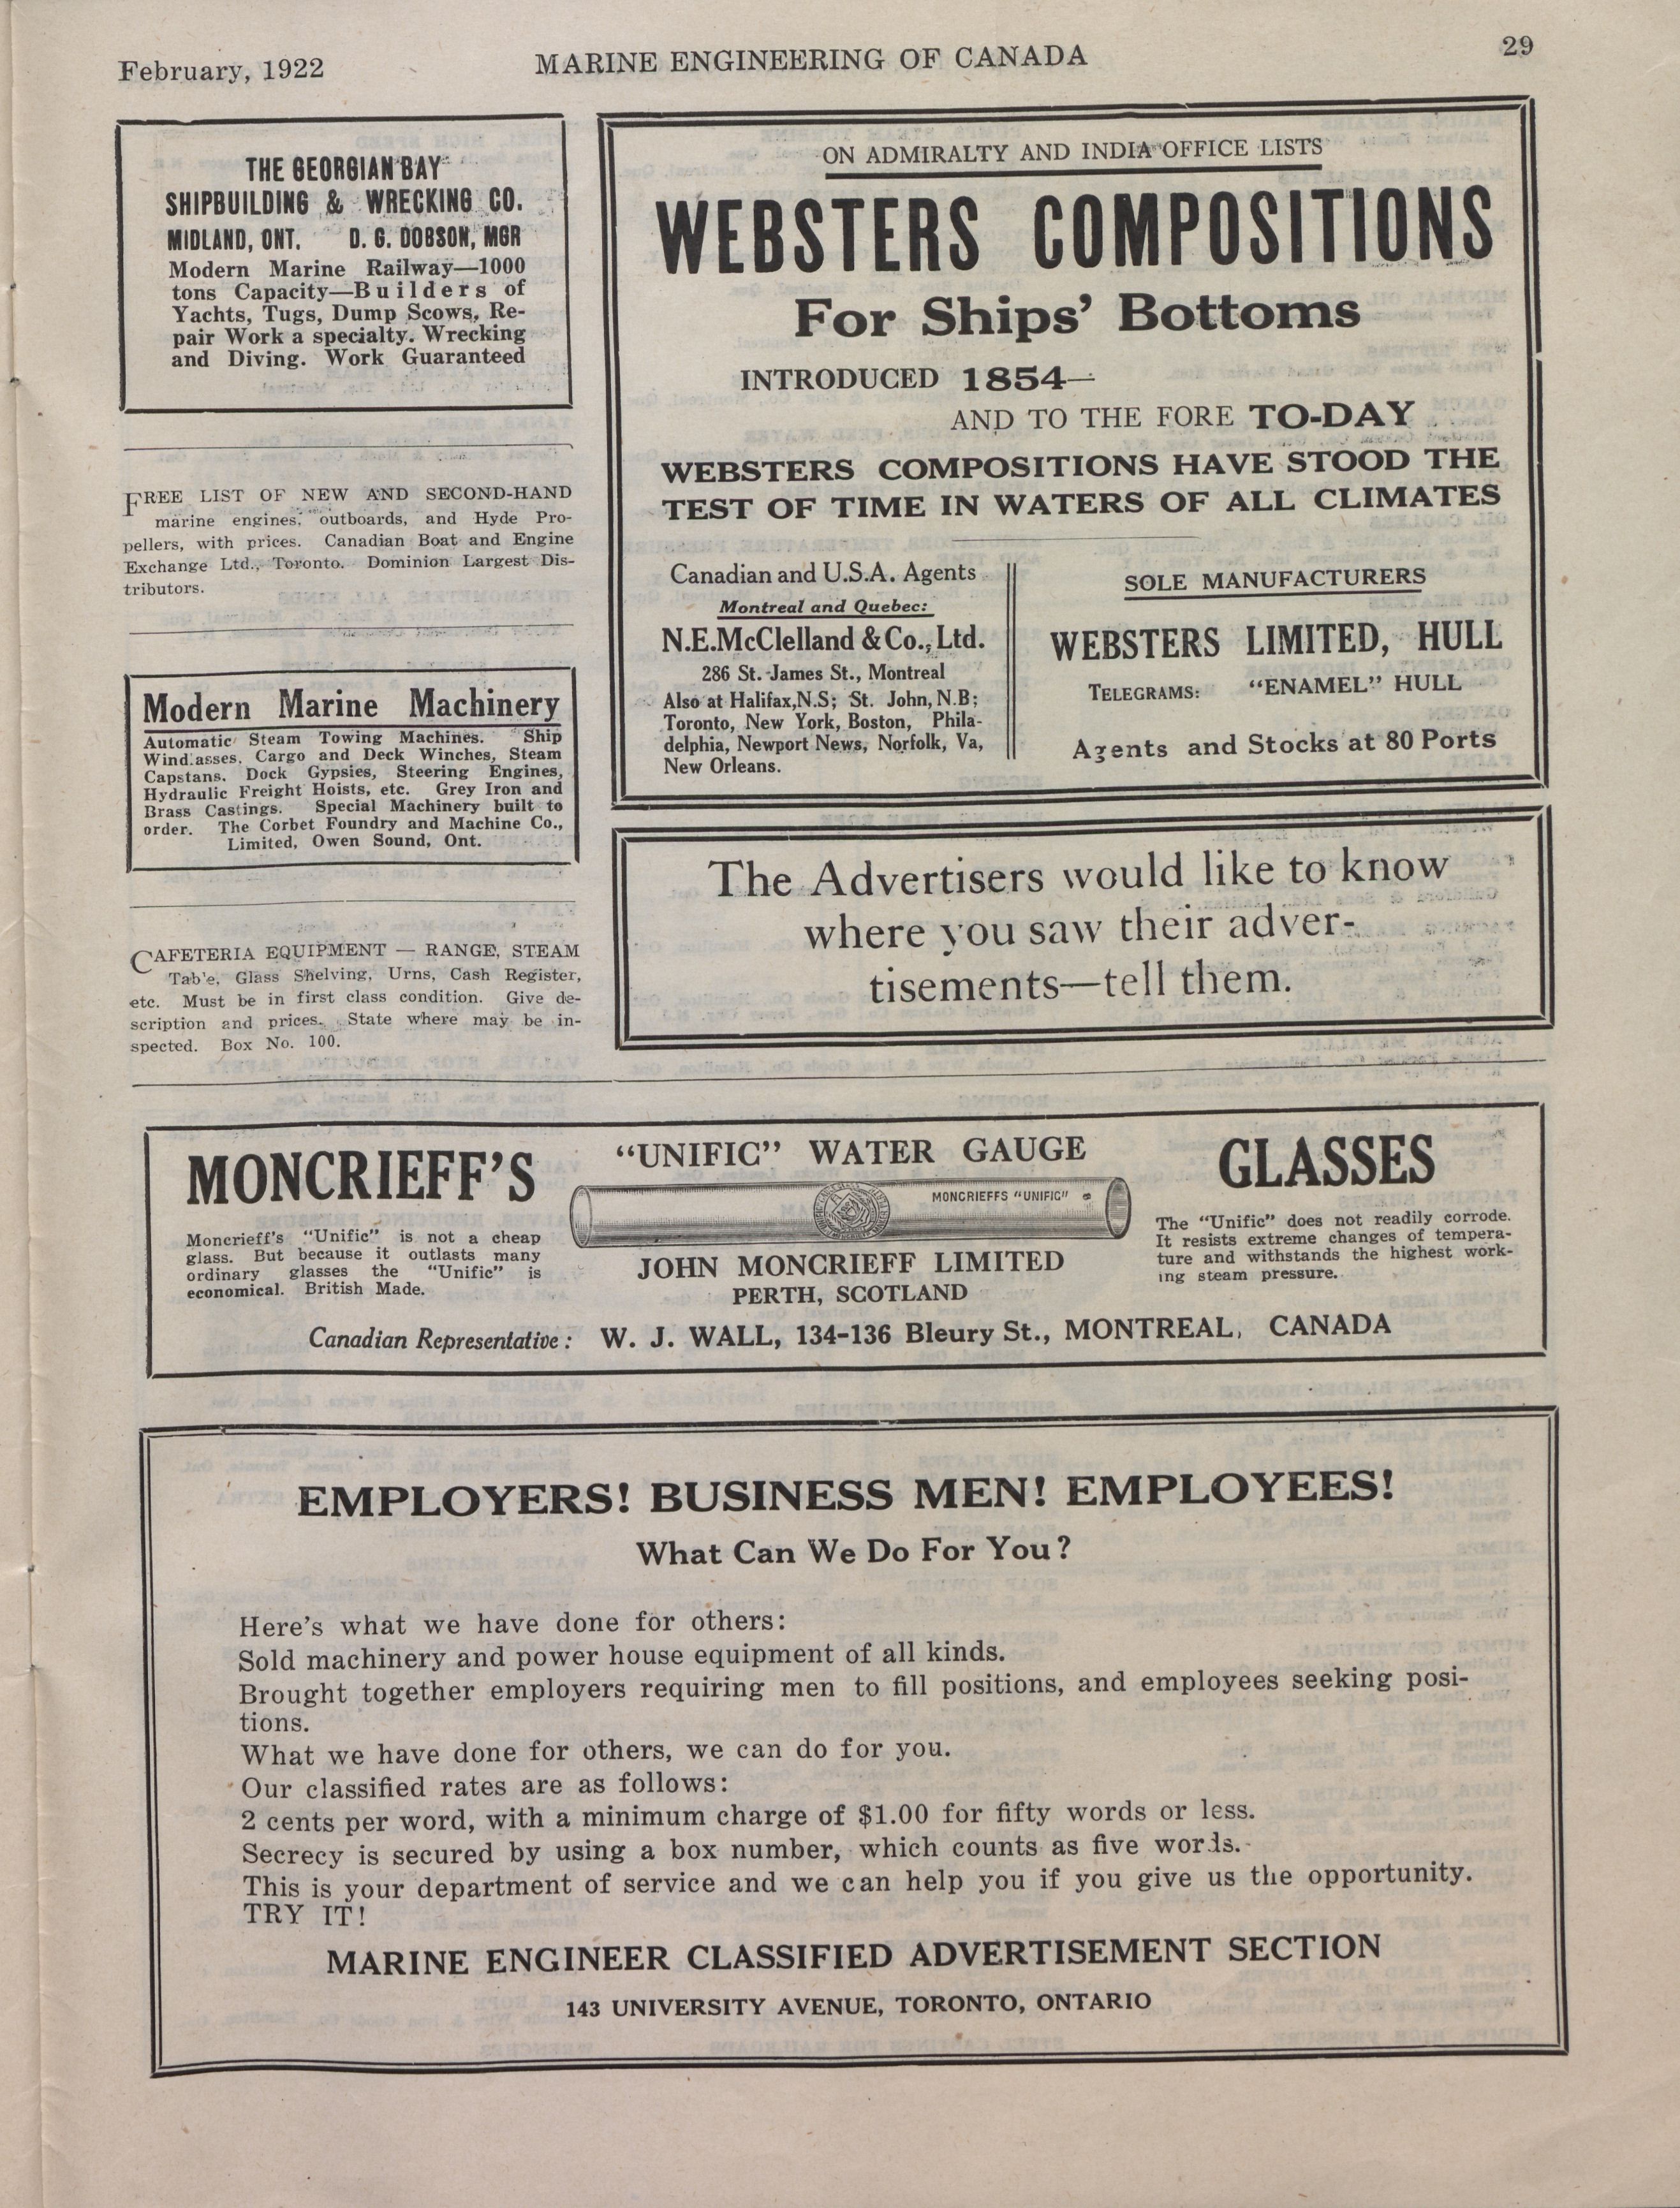 February, 1922
MARINE ENGINEERING OF CANADA
29
THE GEORGIAN BAY
SHIPBUILDING & WRECKING CO.
MIDLAND, ONT. D. G. DOBSON, MGR
Modern Marine Railway—1000
tons Capacity—Builders of
Yachts, Tugs, Dump Scows, Re-
pair Work a specialty. Wrecking
and Diving. Work Guaranteed
FREE LIST OF NEW AND SECOND-HAND
marine engines, outboards, and Hyde Pro-
pellers, with prices. Canadian Boat and Engine
Exchange Ltd., Toronto. Dominion Largest Dis-
tributors.
Modern Marine Machinery
Automatic Steam Towing Machines. Ship
Windlasses, Cargo and Deck Winches, Steam
Capstans. Dock Gypsies, Steering Engines,
Hydraulic Freight Hoists, etc. Grey Iron and
Brass Castings. Special Machinery built to
order. The Corbet Foundry and Machine Co.,
Limited, Owen Sound, Ont.
CAFETERIA EQUIPMENT — RANGE, STEAM
Table, Glass Shelving, Urns, Cash Register,
etc. Must be in first class condition. Give de-
scription and prices. State where may be in-
spected. Box No. 100.
ON ADMIRALTY AND INDIA OFFICE LISTS
WEBSTERS COMPOSITIONS
For Ships' Bottoms
INTRODUCED 1854—
AND TO THE FORE TO-DAY
WEBSTERS COMPOSITIONS HAVE STOOD THE
TEST OF TIME IN WATERS OF ALL CLIMATES
Canadian and U.S.A. Agents
Montreal and Quebec:
N.E.McClelland & Co., Ltd.
286 St. James St., Montreal
Also at Halifax, N.S; St. John, N.B;
Toronto, New York, Boston, Phila-
delphia, Newport News, Norfolk, Va,
New Orleans.
SOLE MANUFACTURERS
WEBSTERS LIMITED, HULL
TELEGRAMS: "ENAMEL" HULL
Agents and Stocks at 80 Ports
The Advertisers would like to know
where you saw their adver-
tisements—tell them.
MONCRIEFF'S
Moncrieff's "Unific" is not a cheap
glass. But because it outlasts many
ordinary glasses the "Unific" is
economical. British Made.
"UNIFIC" WATER GAUGE
MONCRIEFFS "UNIFIC"
JOHN MONCRIEFF LIMITED
PERTH, SCOTLAND
GLASSES
The "Unific" does not readily corrode.
It resists extreme changes of tempera-
ture and withstands the highest work-
ing steam pressure.
Canadian Representative: W. J. WALL, 134-136 Bleury St., MONTREAL, CANADA
EMPLOYERS! BUSINESS MEN! EMPLOYEES!
What Can We Do For You?
Here's what we have done for others:
Sold machinery and power house equipment of all kinds.
Brought together employers requiring men to fill positions, and employees seeking posi-
tions.
What we have done for others, we can do for you.
Our classified rates are as follows:
2 cents per word, with a minimum charge of $1.00 for fifty words or less.
Secrecy is secured by using a box number, which counts as five words.
This is your department of service and we can help you if you give us the opportunity.
TRY IT!
MARINE ENGINEER CLASSIFIED ADVERTISEMENT SECTION
143 UNIVERSITY AVENUE, TORONTO, ONTARIO